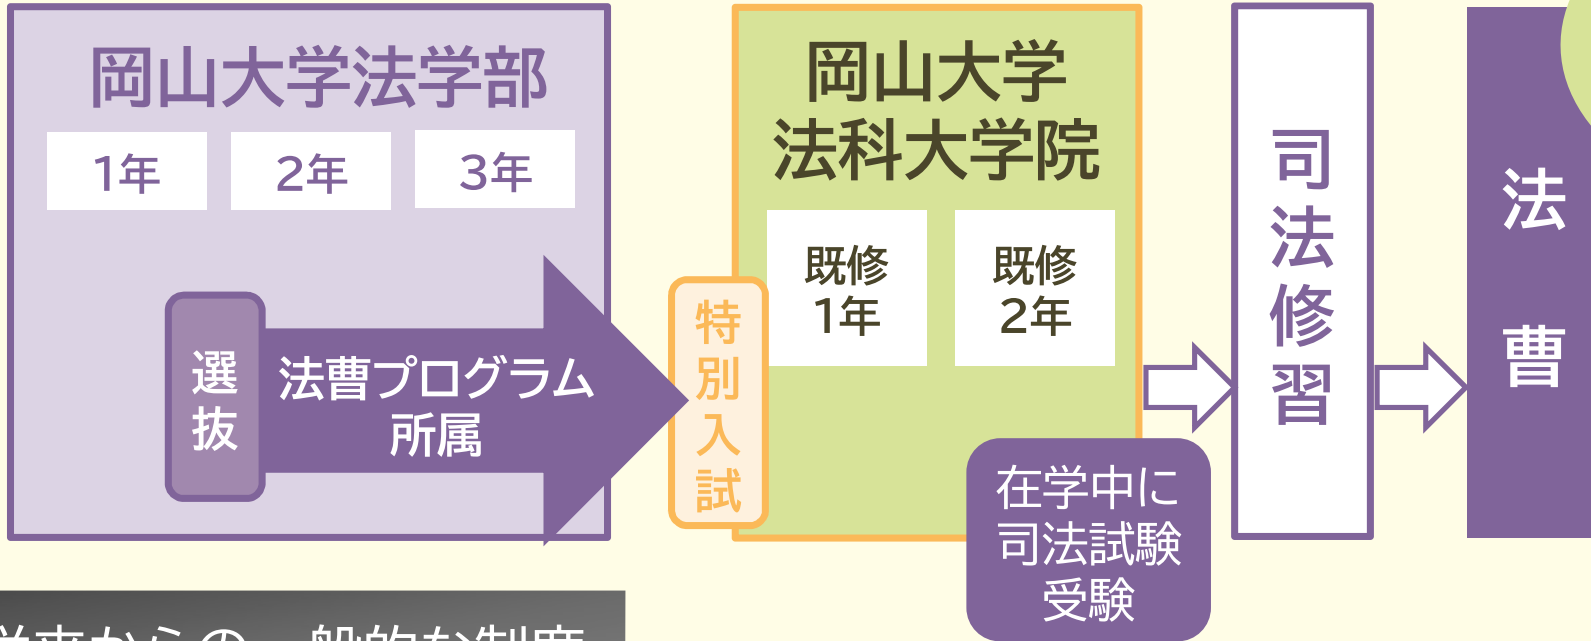 岡山大学法学部
1年
2年
3年
選抜
法曹プログラム
所属
特別入試
岡山大学
法科大学院
既修
1年
既修
2年
在学中に
司法試験
受験
司法修習
法曹